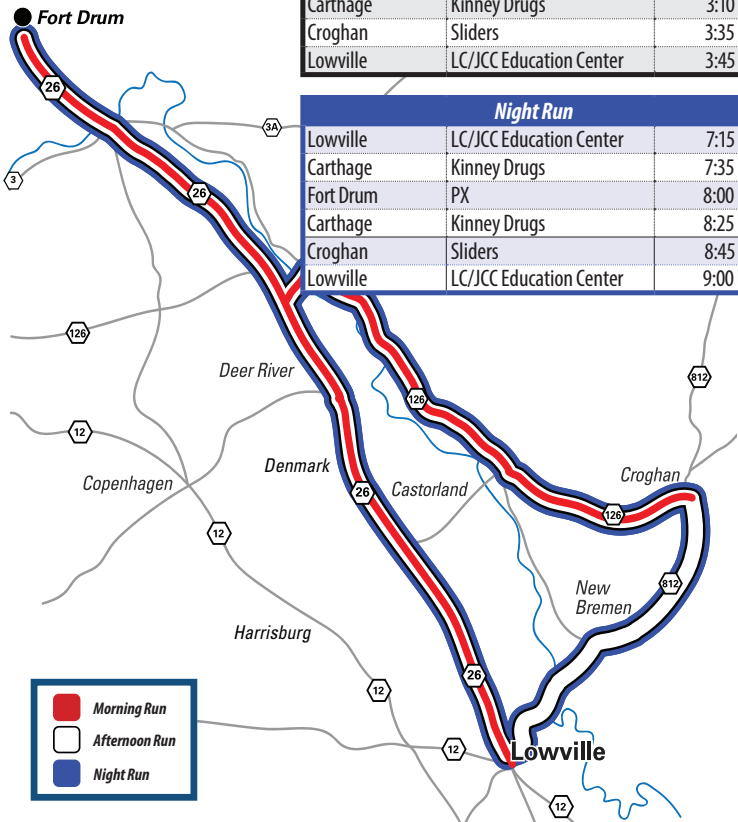 Carthage Kinney Drugs 3:10
Croghan Sliders 3:35
Lowville LC/JCC Education Center 3:45
Fort Drum
26
3A
Night Run
Lowville LC/JCC Education Center 7:15
Carthage Kinney Drugs 7:35
Fort Drum PX 8:00
Carthage Kinney Drugs 8:25
Croghan Sliders 8:45
Lowville LC/JCC Education Center 9:00
3
26
126
Deer River
812
126
12
Denmark
Copenhagen
Castorland
Croghan
26
126
12
New
Bremen
812
Harrisburg
26
12
Morning Run
Afternoon Run
Night Run
12
Lowville
12